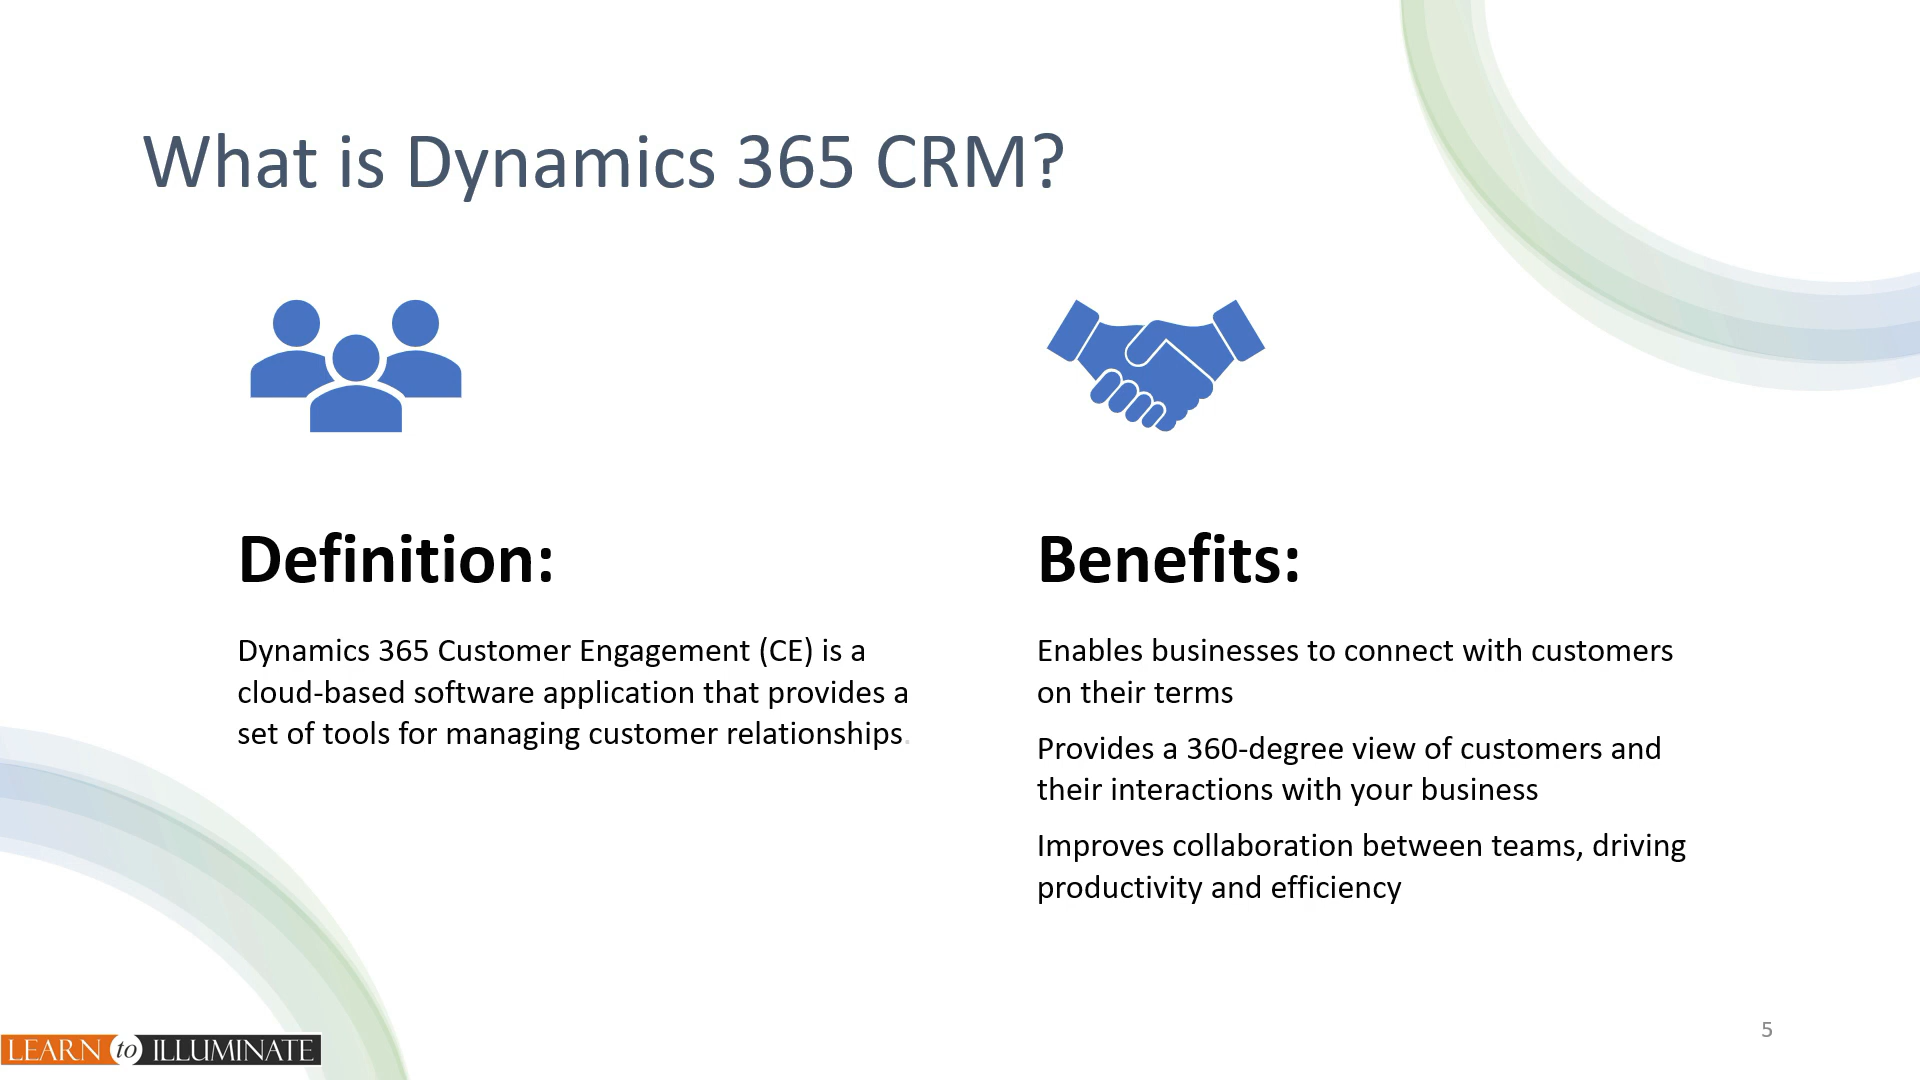 What is Dynamics 365 CRM?
Definition:
Dynamics 365 Customer Engagement (CE) is a
cloud-based software application that provides a
set of tools for managing customer relationships.
Benefits:
Enables businesses to connect with customers
on their terms
Provides a 360-degree view of customers and
their interactions with your business
Improves collaboration between teams, driving
productivity and efficiency
LEARN to ILLUMINATE
5